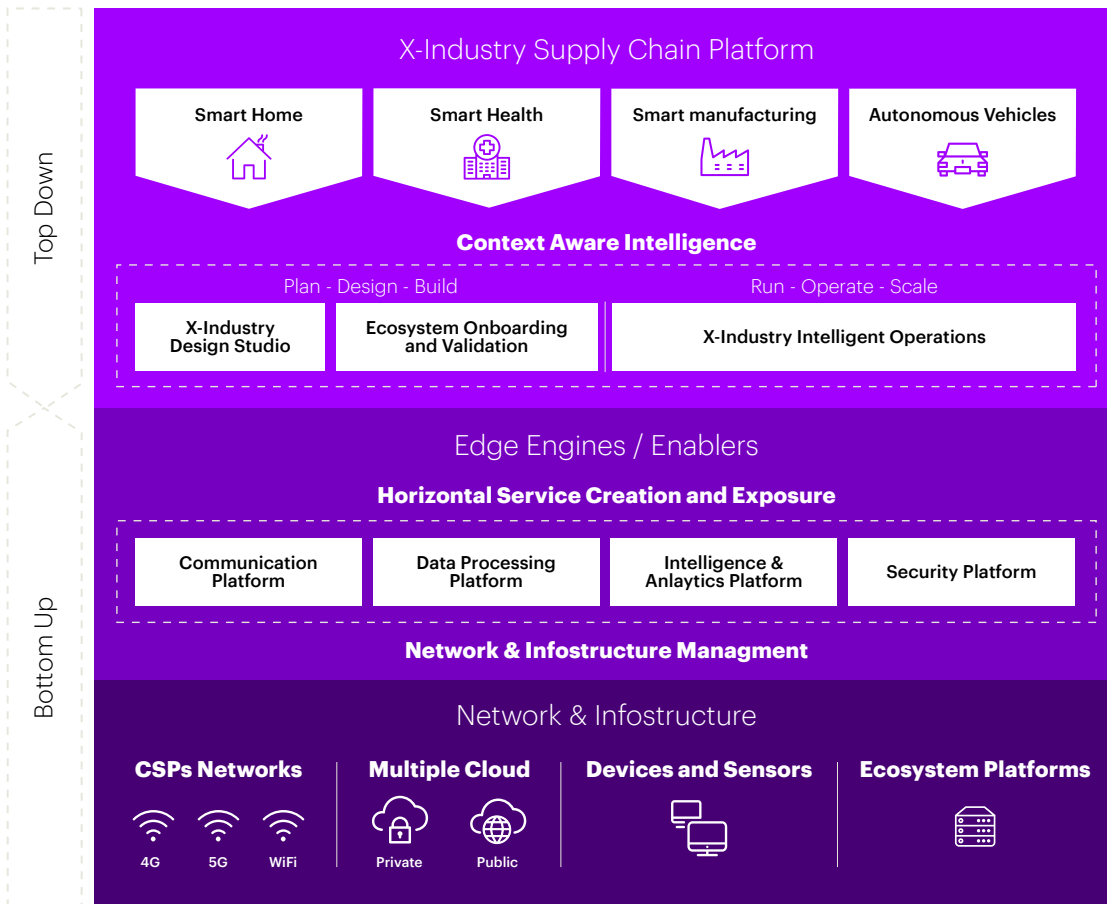 Top Down
Bottom Up
X-Industry Supply Chain Platform
Smart Home
Smart Health
Smart manufacturing
Autonomous Vehicles
Context Aware Intelligence
Plan - Design - Build
Run - Operate - Scale
X-Industry
Design Studio
Ecosystem Onboarding
and Validation
X-Industry Intelligent Operations
Edge Engines / Enablers
Horizontal Service Creation and Exposure
Communication
Platform
Data Processing
Platform
Intelligence &
Anlaytics Platform
Security Platform
Network & Infostructure Managment
Network & Infostructure
CSPs Networks
4G
5G
WiFi
Multiple Cloud
Private
Public
Devices and Sensors
Ecosystem Platforms